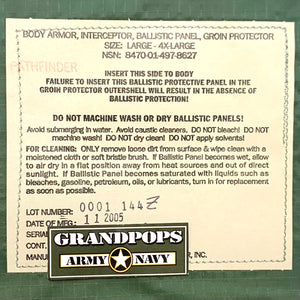 BODY ARMOR, INTERCEPTOR, BALLISTIC PANEL, GROIN PROTECTOR
SIZE: LARGE - 4X-LARGE
NSN: 8470-01-497-8627
PATHFINDER
INSERT THIS SIDE TO BODY
FAILURE TO INSERT THIS BALLISTIC PROTECTIVE PANEL IN THE
GROIN PROTECTOR OUTERSHELL WILL RESULT IN THE ABSENCE
OF BALLISTIC PROTECTION!
DO NOT MACHINE WASH OR DRY BALLISTIC PANELS!
Avoid submerging in water. Avoid caustic cleaners. DO NOT bleach! DO NOT
machine wash! DO NOT dry clean! DO NOT apply solvents!
FOR CLEANING: ONLY remove loose dirt from surface & wipe clean with a
moistened cloth or soft bristle brush. If Ballistic Panel becomes wet, allow
to air dry in a flat position away from heat sources and out of direct
sunlight. If Ballistic Panel becomes saturated with liquids such as
bleaches, gasoline, petroleum, oils, or lubricants, turn in for replacement
as soon as possible.
LOT NUMBER: 0001 144Z
DATE OF MFG: 11 2005
SERIAL
CONT.
MANU R, INC.
GRANDPOPS
ARMY NAVY